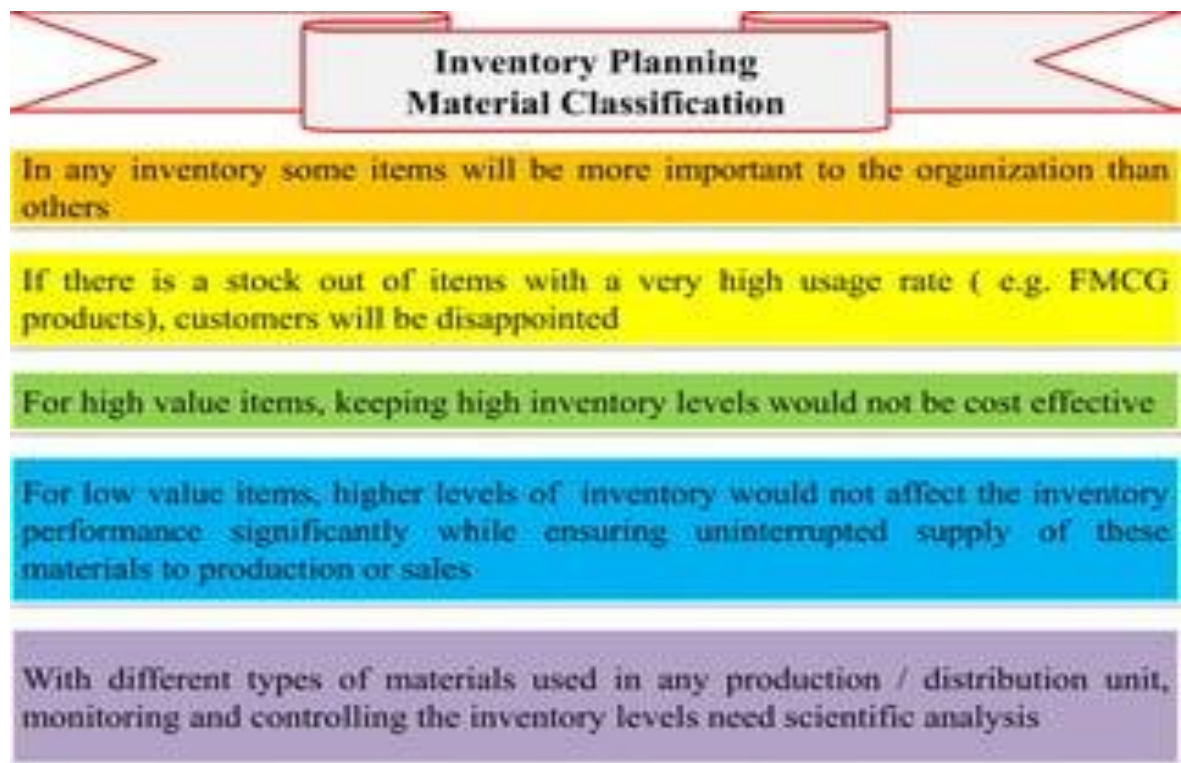 Inventory Planning
Material Classification
In any inventory some items will be more important to the organization than
others
If there is a stock out of items with a very high usage rate ( e.g. FMCG
products), customers will be disappointed
For high value items, keeping high inventory levels would not be cost effective
For low value items, higher levels of inventory would not affect the inventory
performance significantly while ensuring uninterrupted supply of these
materials to production or sales
With different types of materials used in any production / distribution unit,
monitoring and controlling the inventory levels need scientific analysis